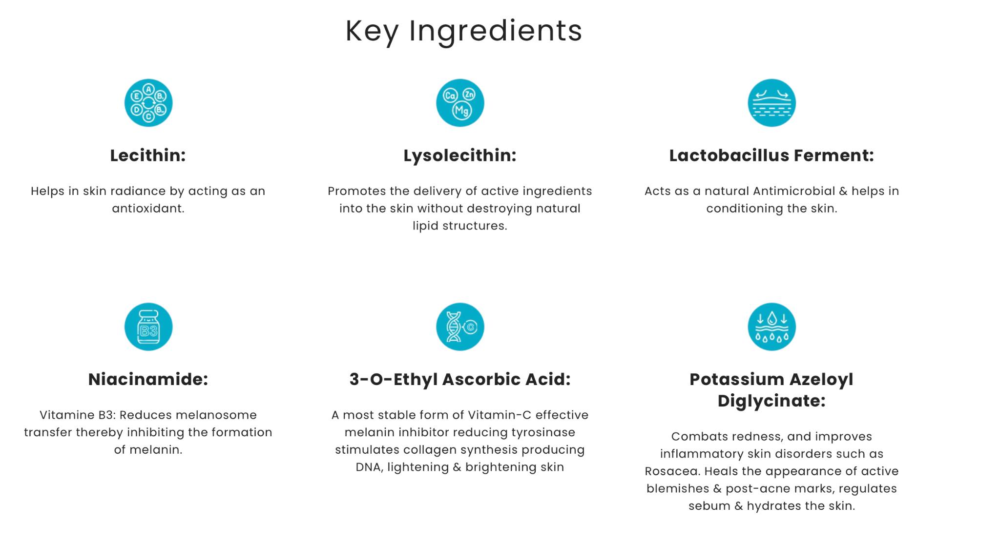 Key Ingredients
E A B. D B.. C
Ca Zn Mg
Lecithin:
Lysolecithin:
Lactobacillus Ferment:
Helps in skin radiance by acting as an
antioxidant.
Promotes the delivery of active ingredients
into the skin without destroying natural
lipid structures.
Acts as a natural Antimicrobial & helps in
conditioning the skin.
B3
C
Niacinamide:
3-O-Ethyl Ascorbic Acid:
Potassium Azeloyl
Diglycinate:
Vitamine B3: Reduces melanosome
transfer thereby inhibiting the formation
of melanin.
A most stable form of Vitamin-C effective
melanin inhibitor reducing tyrosinase
stimulates collagen synthesis producing
DNA, lightening & brightening skin
Combats redness, and improves
inflammatory skin disorders such as
Rosacea. Heals the appearance of active
blemishes & post-acne marks, regulates
sebum & hydrates the skin.